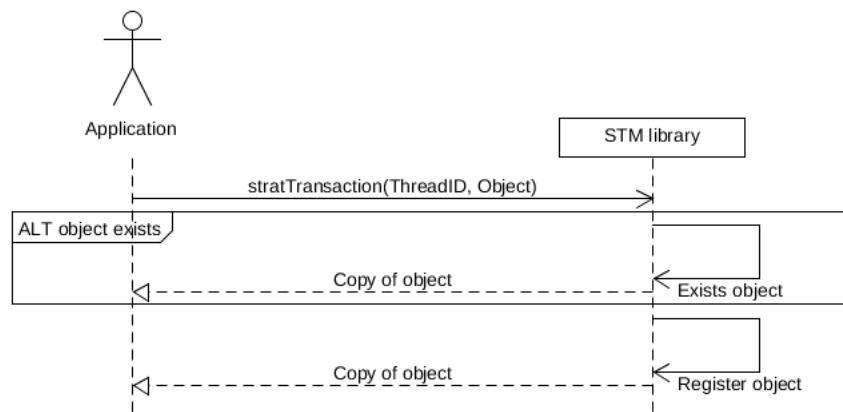 Application
STM library
stratTransaction(ThreadID, Object)
ALT object exists
Copy of object
Exists object
Copy of object
Register object